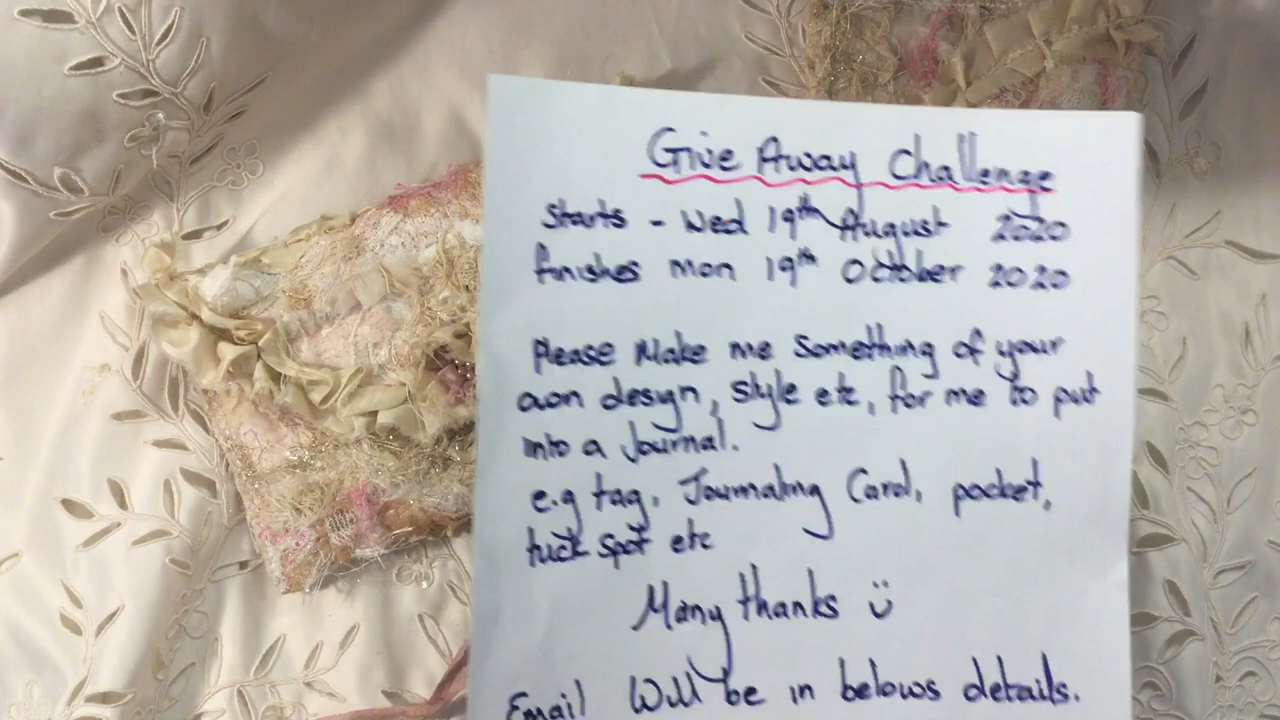 Give Away Challenge
Starts - Wed 19th August 2020
finishes mon 19th October 2020
Please Make me Something of your
own design, style etc, for me to put
into a Journal.
e.g tag, Journaling Card, pocket,
tuck spot etc
Many thanks ü
Email Will be in belows details.